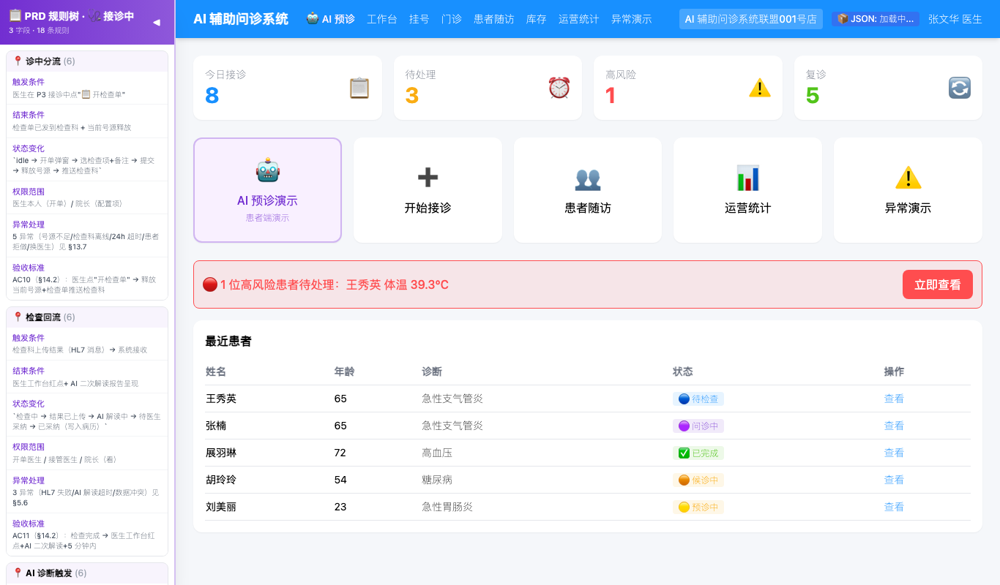 📋 PRD 规则树 · 🩺 接诊中
3 字段 · 18 条规则
◀
📍 诊中分流 (6)
触发条件
医生在 P3 接诊中点"📋 开检查单"
结束条件
检查单已发到检查科 + 当前号源释放
状态变化
`idle → 开单弹窗 → 选检查项+备注 → 提交
→ 释放号源 → 推送检查科`
权限范围
医生本人（开单）/ 院长（配置项）
异常处理
5 异常（号源不足/检查科离线/24h 超时/患者
拒做/换医生）见 §13.7
验收标准
AC10（§14.2）：医生点"开检查单" → 释放
当前号源+检查单推送检查科
📍 检查回流 (6)
触发条件
检查科上传结果（HL7 消息）→ 系统接收
结束条件
医生工作台红点+ AI 二次解读报告呈现
状态变化
`检查中 → 结果已上传 → AI 解读中 → 待医生
采纳 → 已采纳（写入病历）`
权限范围
开单医生 / 接管医生 / 院长（看）
异常处理
3 异常（HL7 失败/AI 解读超时/数据冲突）见
§5.6
验收标准
AC11（§14.2）：检查完成 → 医生工作台红
点+AI 二次解读+5 分钟内
📍 AI 诊断触发 (6)
AI 辅助问诊系统
🤖 AI 预诊 工作台 挂号 门诊 患者随访 库存 运营统计 异常演示
AI 辅助问诊系统联盟001号店
📦 JSON: 加载中...
张文华 医生
今日接诊
8
待处理
3
高风险
1
复诊
5
AI 预诊演示
患者端演示
开始接诊
患者随访
运营统计
异常演示
🔴 1 位高风险患者待处理：王秀英 体温 39.3°C
立即查看
最近患者
姓名 年龄 诊断 状态 操作
王秀英 65 急性支气管炎 🔵 待检查 查看
张楠 65 急性支气管炎 🟣 问诊中 查看
展羽琳 72 高血压 ✅ 已完成 查看
胡玲玲 54 糖尿病 🟠 候诊中 查看
刘美丽 23 急性胃肠炎 🟡 预诊中 查看